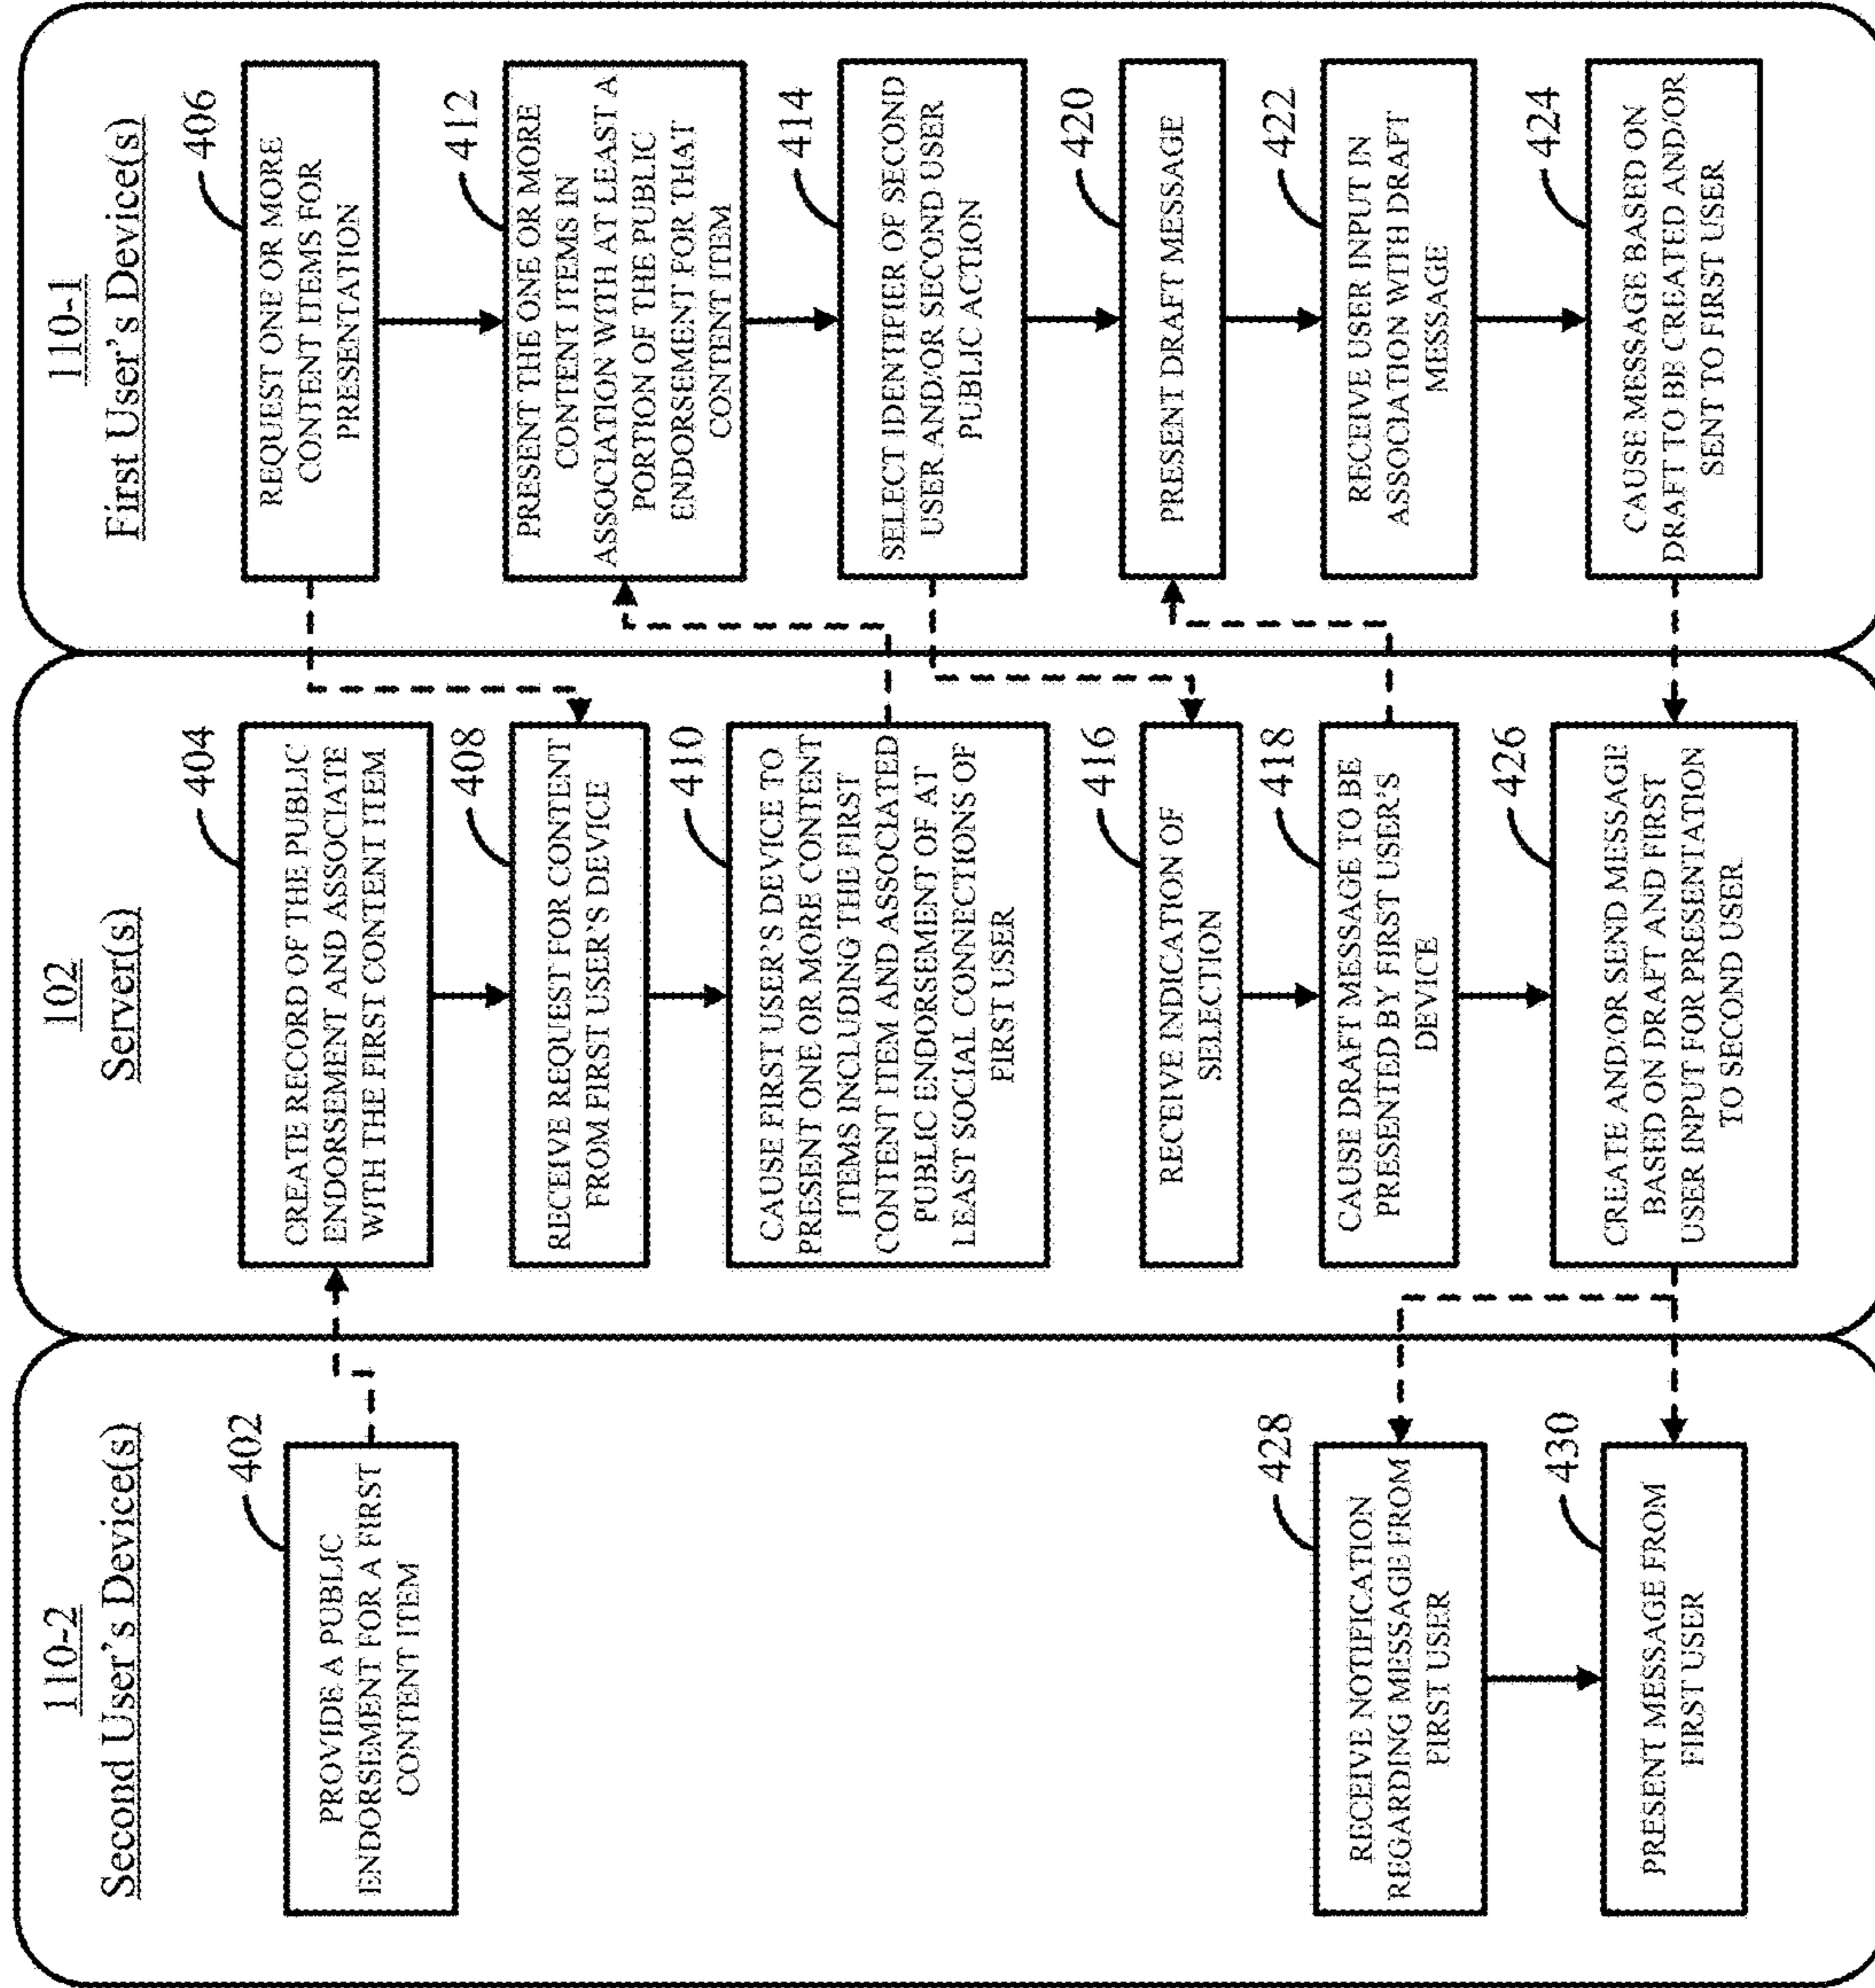 110-2
Second User's Device(s)
402
PROVIDE A PUBLIC
ENDORSEMENT FOR A FIRST
CONTENT ITEM
428
RECEIVE NOTIFICATION
REGARDING MESSAGE FROM
FIRST USER
430
PRESENT MESSAGE FROM
FIRST USER
102
Server(s)
404
CREATE RECORD OF THE PUBLIC
ENDORSEMENT AND ASSOCIATE
WITH THE FIRST CONTENT ITEM
408
RECEIVE REQUEST FOR CONTENT
FROM FIRST USER'S DEVICE
410
CAUSE FIRST USER'S DEVICE TO
PRESENT ONE OR MORE CONTENT
ITEMS INCLUDING THE FIRST
CONTENT ITEM AND ASSOCIATED
PUBLIC ENDORSEMENT OF AT
LEAST SOCIAL CONNECTIONS OF
FIRST USER
416
RECEIVE INDICATION OF
SELECTION
418
CAUSE DRAFT MESSAGE TO BE
PRESENTED BY FIRST USER'S
DEVICE
426
CREATE AND/OR SEND MESSAGE
BASED ON DRAFT AND FIRST
USER INPUT FOR PRESENTATION
TO SECOND USER
110-1
First User's Device(s)
406
REQUEST ONE OR MORE
CONTENT ITEMS FOR
PRESENTATION
412
PRESENT THE ONE OR MORE
CONTENT ITEMS IN
ASSOCIATION WITH AT LEAST A
PORTION OF THE PUBLIC
ENDORSEMENT FOR THAT
CONTENT ITEM
414
SELECT IDENTIFIER OF SECOND
USER AND/OR SECOND USER
PUBLIC ACTION
420
PRESENT DRAFT MESSAGE
422
RECEIVE USER INPUT IN
ASSOCIATION WITH DRAFT
MESSAGE
424
CAUSE MESSAGE BASED ON
DRAFT TO BE CREATED AND/OR
SENT TO FIRST USER